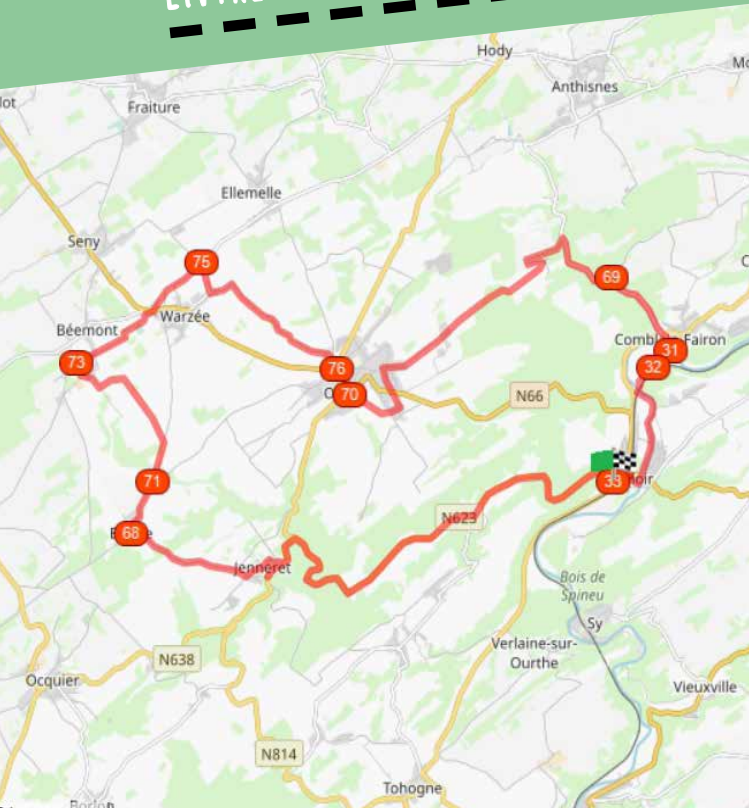 Hody
Anthisnes
Fraiture
Ellemelle
Seny
75
69
Warzée
Béemont
Fairon
31
73
76
32
70
N66
71
33
N623
68
Jenneret
Bois de
Spineu
Sy
Verlaine-sur-
Ourthe
N638
Ocquier
Vieuxville
N814
Tohogne